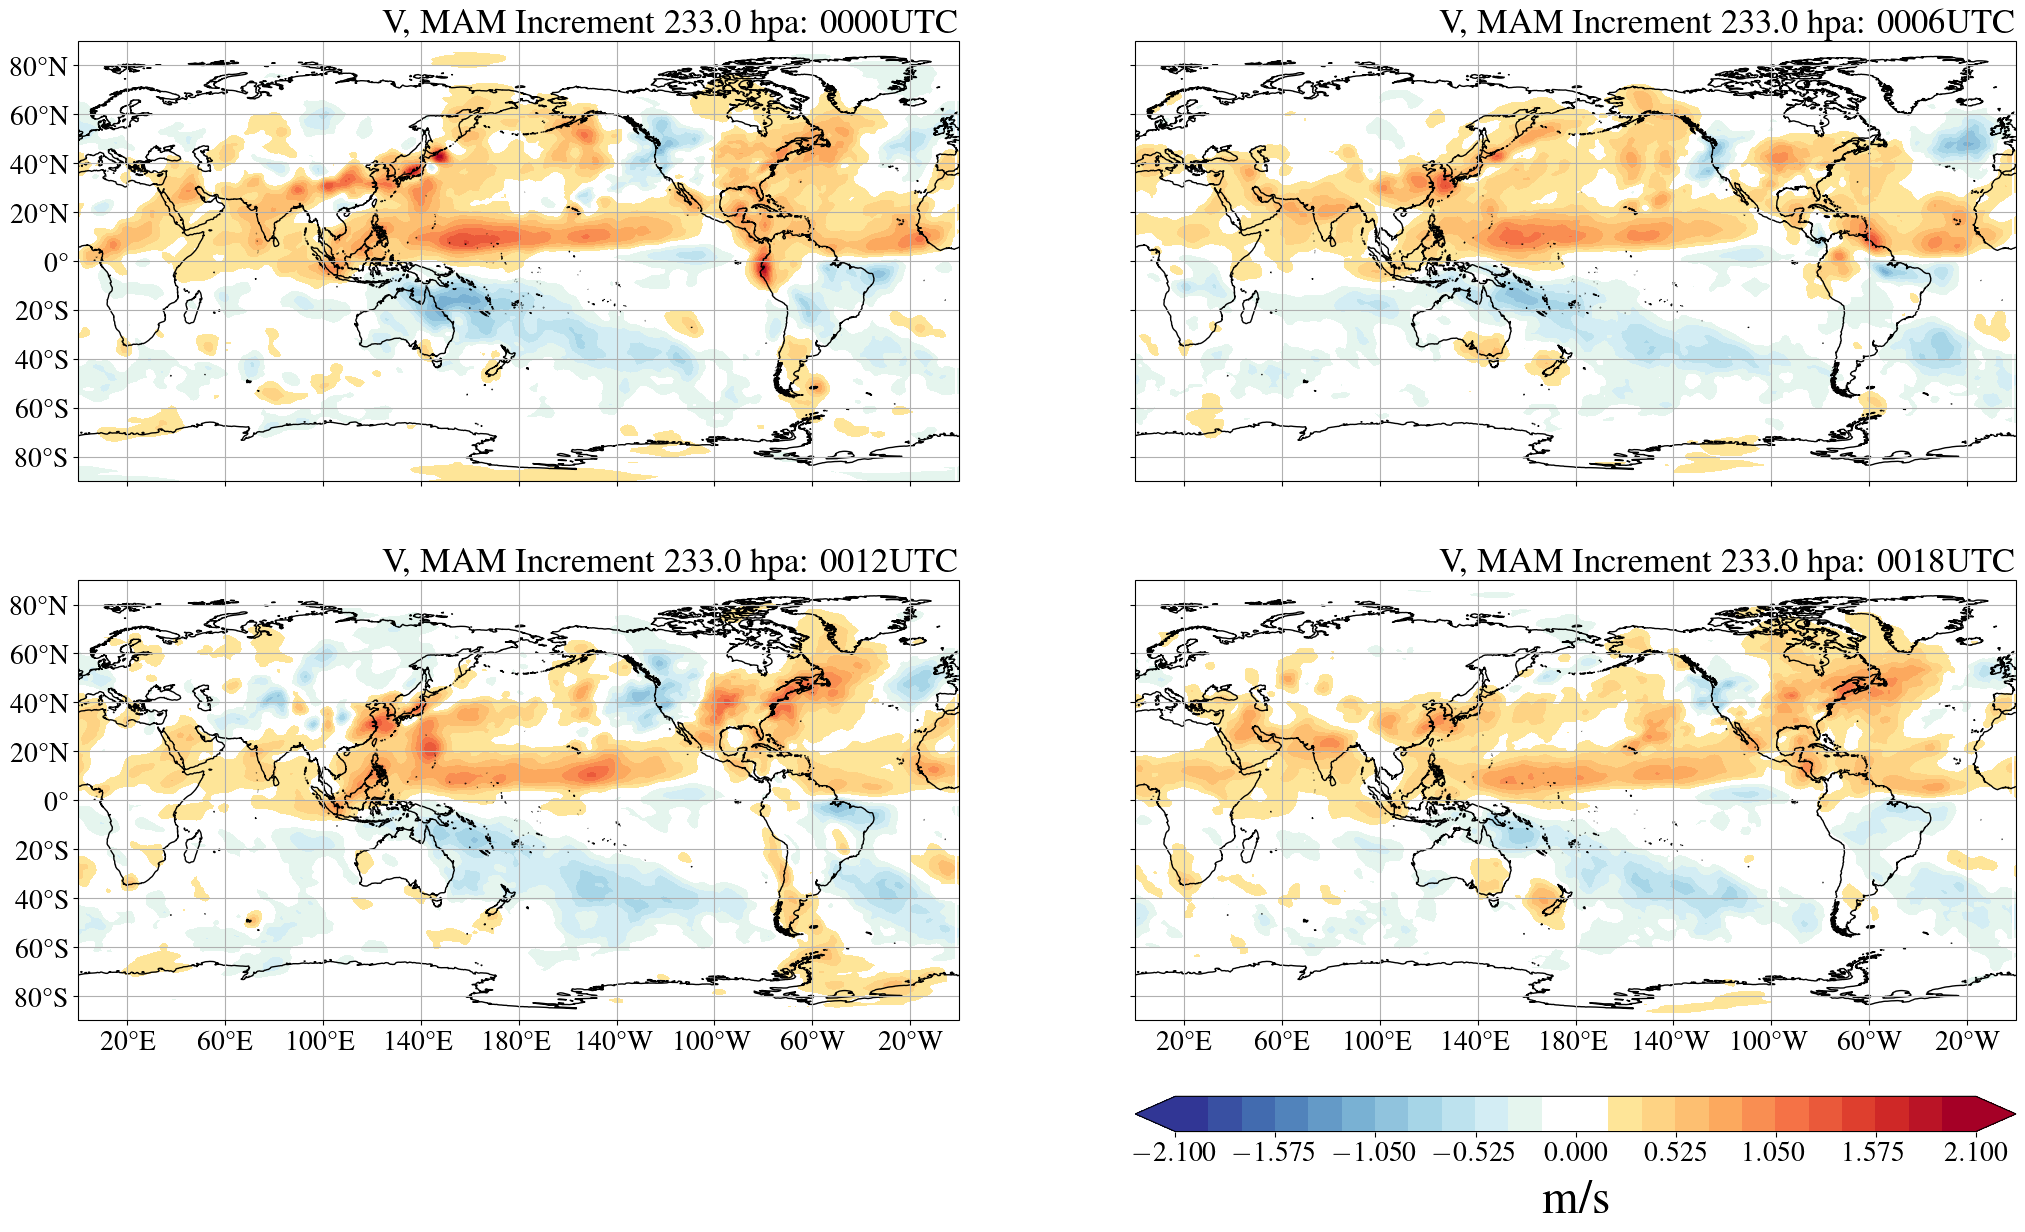 V, MAM Increment 233.0 hpa: 0000UTC
V, MAM Increment 233.0 hpa: 0006UTC
80°N
60°N
40°N
20°N
0°
20°S
40°S
60°S
80°S
V, MAM Increment 233.0 hpa: 0012UTC
V, MAM Increment 233.0 hpa: 0018UTC
80°N
60°N
40°N
20°N
0°
20°S
40°S
60°S
80°S
20°E 60°E 100°E 140°E 180°E 140°W 100°W 60°W 20°W
20°E 60°E 100°E 140°E 180°E 140°W 100°W 60°W 20°W
−2.100 −1.575 −1.050 −0.525 0.000 0.525 1.050 1.575 2.100
m/s